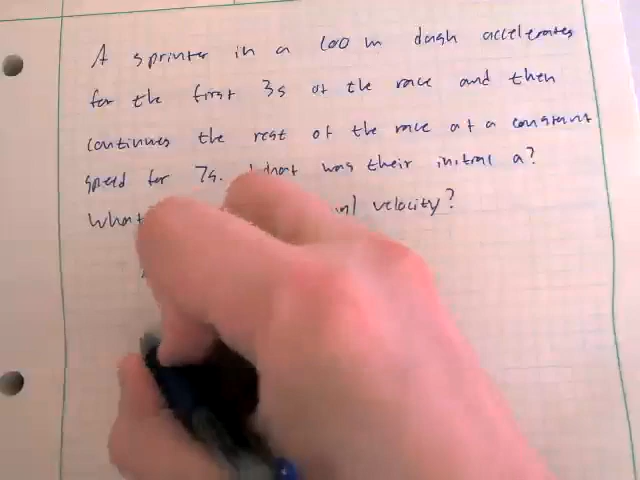 A sprinter in a 100 m dash accelerates
for the first 3s of the race and then
continues the rest of the race at a constant
speed for 7s. What was their initial a?
What velocity?